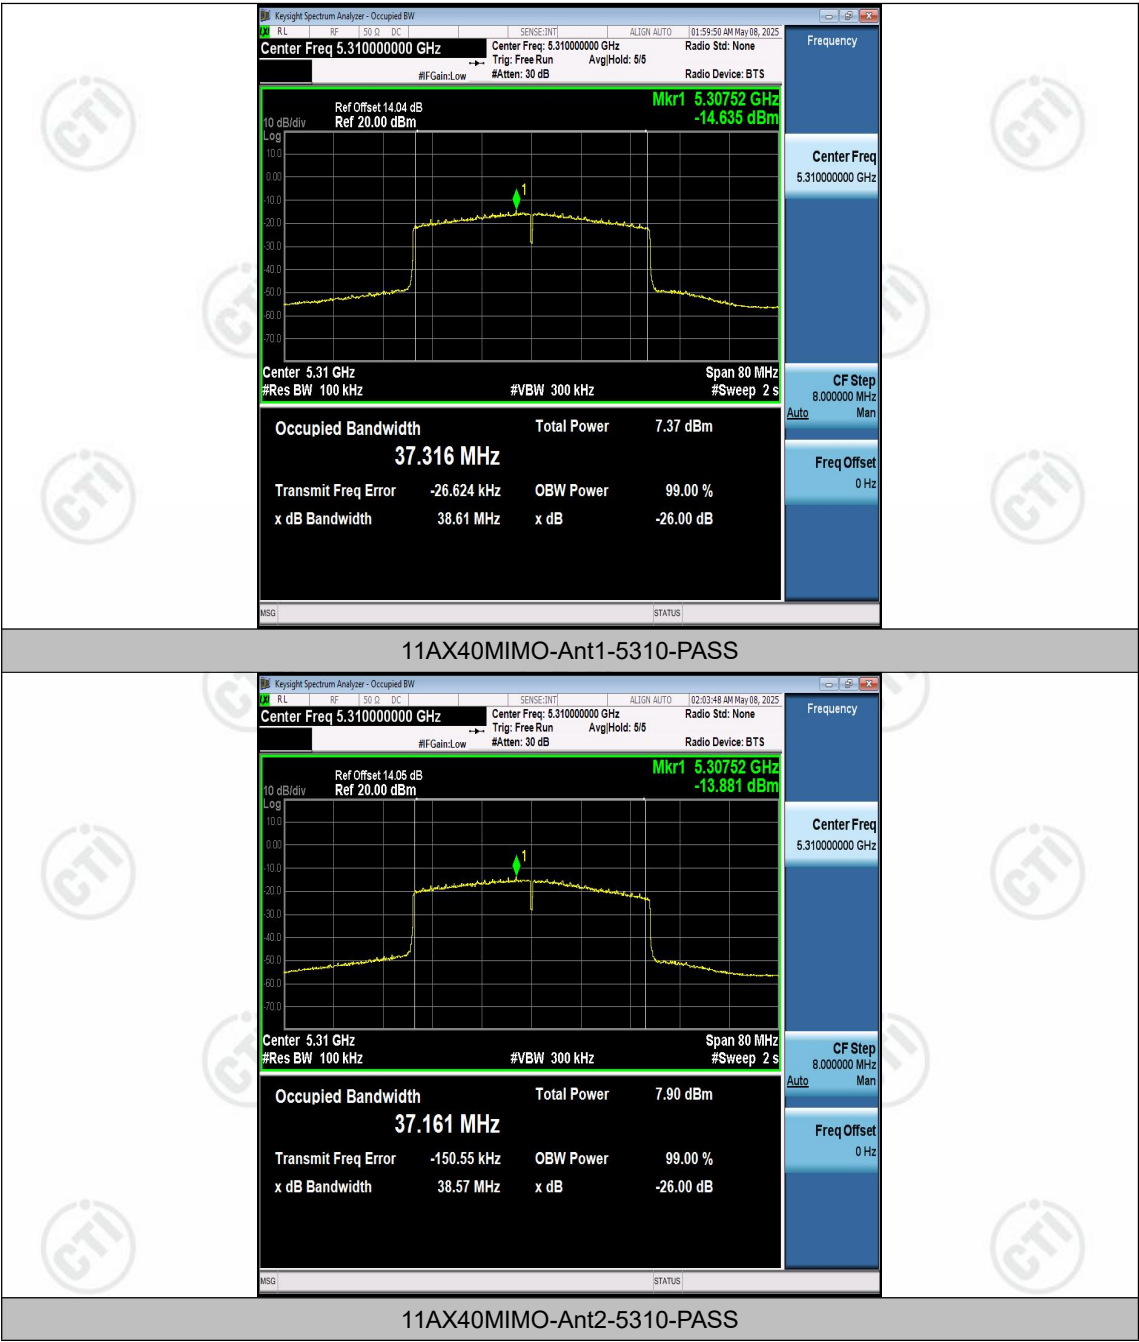 Keysight Spectrum Analyzer - Occupied BW
RL RF 50 Ω DC SENSE:INT ALIGN AUTO 01:59:50 AM May 08, 2025
Center Freq 5.310000000 GHz
Center Freq: 5.310000000 GHz
Radio Std: None
Trig: Free Run Avg|Hold: 5/5
#IFGain:Low
#Atten: 30 dB
Radio Device: BTS
Frequency
Mkr1 5.30752 GHz
-14.635 dBm
Ref Offset 14.04 dB
10 dB/div Ref 20.00 dBm
Log
10.0
0.00
-10.0
-20.0
-30.0
-40.0
-50.0
-60.0
-70.0
1
Center 5.31 GHz Span 80 MHz
#Res BW 100 kHz #VBW 300 kHz #Sweep 2 s
Center Freq
5.310000000 GHz
CF Step
8.000000 MHz
Auto Man
Freq Offset
0 Hz
Occupied Bandwidth Total Power 7.37 dBm
37.316 MHz
Transmit Freq Error -26.624 kHz OBW Power 99.00 %
x dB Bandwidth 38.61 MHz x dB -26.00 dB
MSG STATUS
11AX40MIMO-Ant1-5310-PASS
Keysight Spectrum Analyzer - Occupied BW
RL RF 50 Ω DC SENSE:INT ALIGN AUTO 02:03:48 AM May 08, 2025
Center Freq 5.310000000 GHz
Center Freq: 5.310000000 GHz
Radio Std: None
Trig: Free Run Avg|Hold: 5/5
#IFGain:Low
#Atten: 30 dB
Radio Device: BTS
Frequency
Mkr1 5.30752 GHz
-13.881 dBm
Ref Offset 14.05 dB
10 dB/div Ref 20.00 dBm
Log
10.0
0.00
-10.0
-20.0
-30.0
-40.0
-50.0
-60.0
-70.0
1
Center 5.31 GHz Span 80 MHz
#Res BW 100 kHz #VBW 300 kHz #Sweep 2 s
Center Freq
5.310000000 GHz
CF Step
8.000000 MHz
Auto Man
Freq Offset
0 Hz
Occupied Bandwidth Total Power 7.90 dBm
37.161 MHz
Transmit Freq Error -150.55 kHz OBW Power 99.00 %
x dB Bandwidth 38.57 MHz x dB -26.00 dB
MSG STATUS
11AX40MIMO-Ant2-5310-PASS
CTI
CTI
CTI
CTI
CTI
CTI
CTI
CTI
CTI
CTI